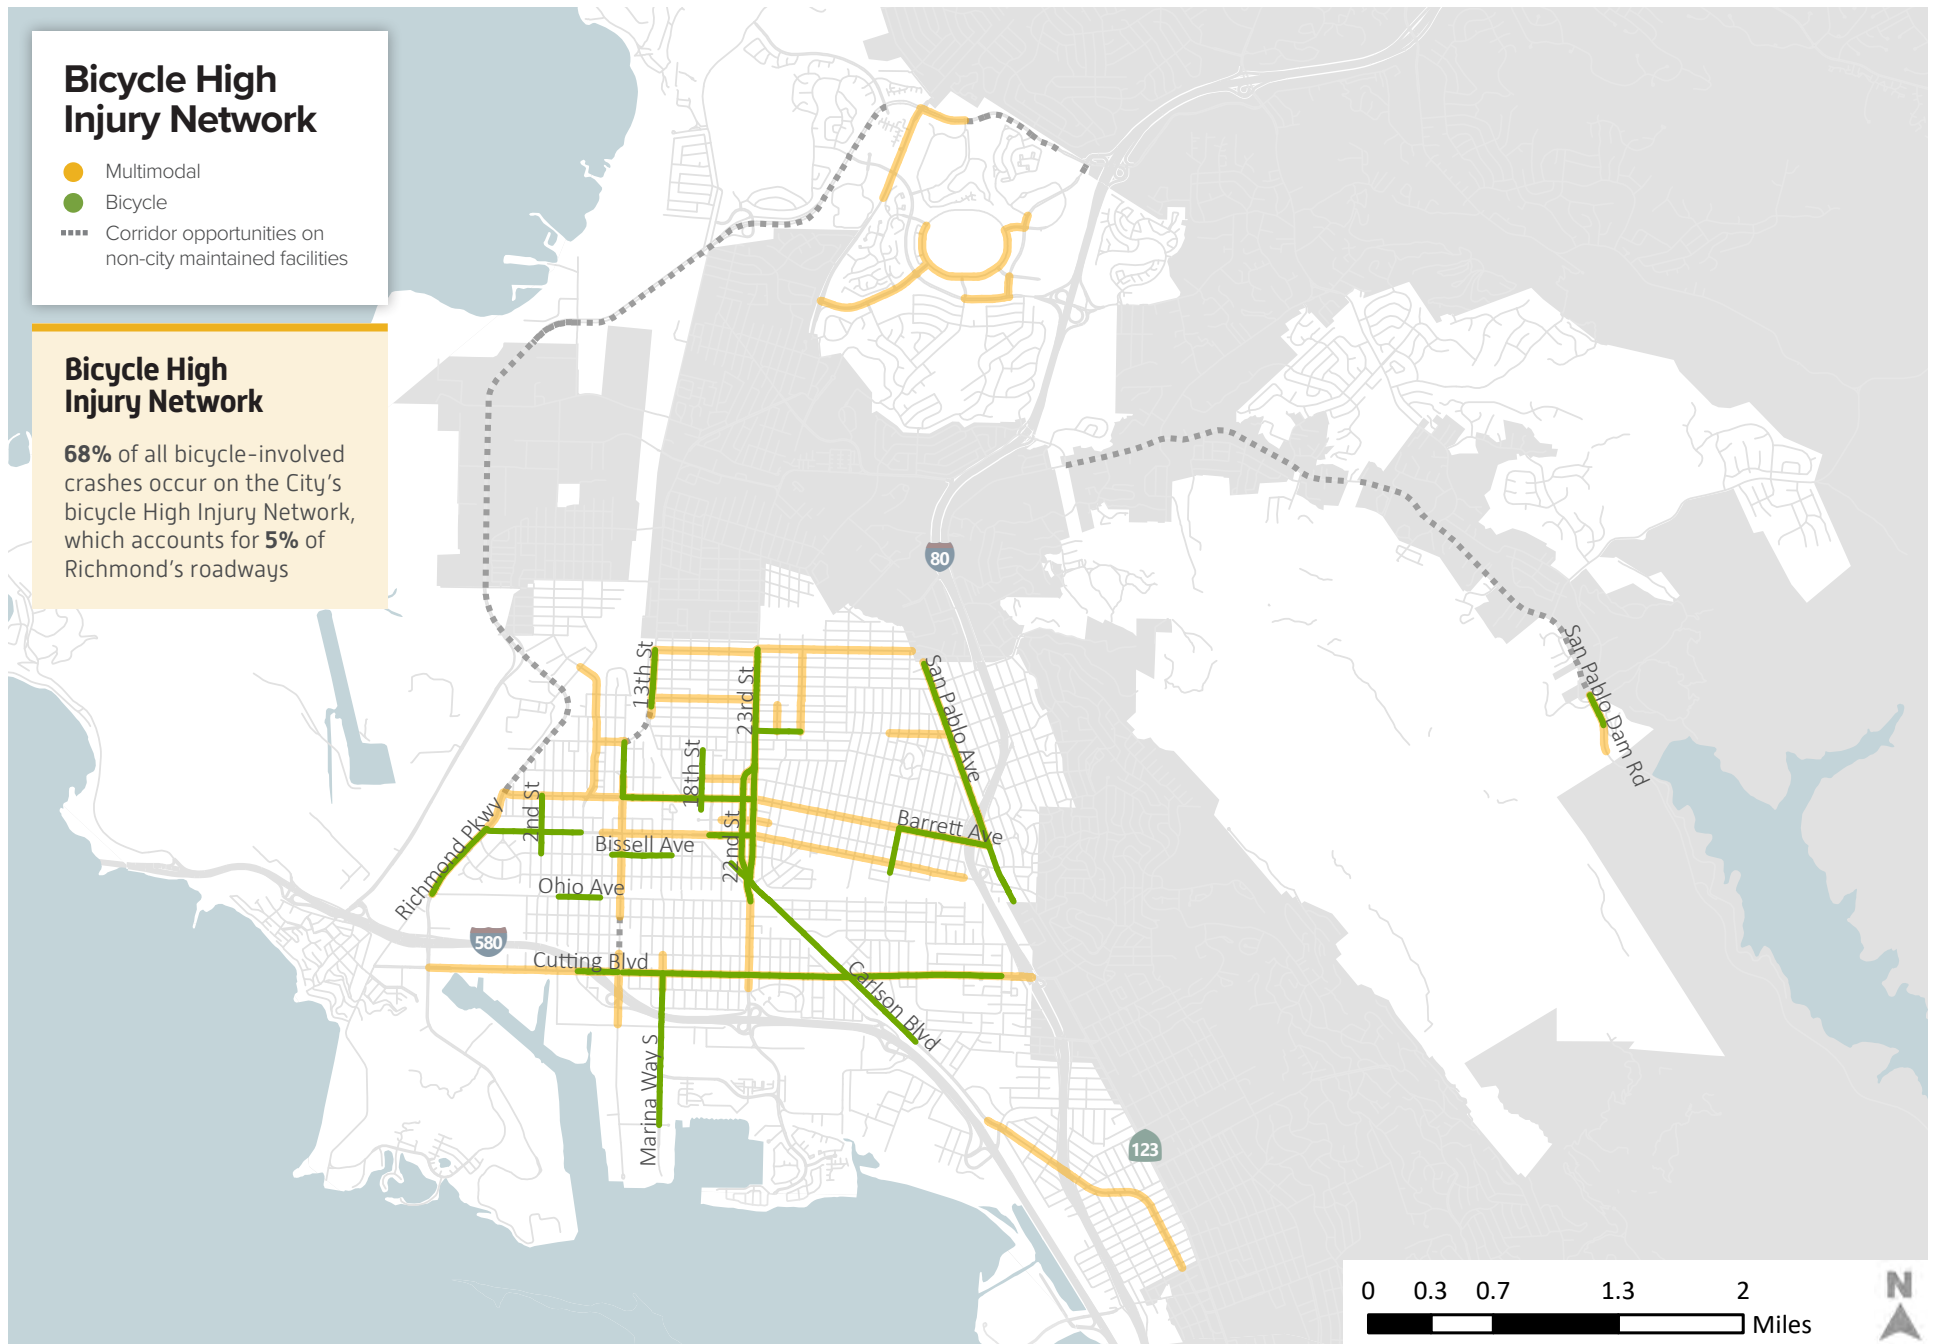 Bicycle High
Injury Network
Multimodal
Bicycle
Corridor opportunities on
non-city maintained facilities
Bicycle High
Injury Network
68% of all bicycle-involved
crashes occur on the City's
bicycle High Injury Network,
which accounts for 5% of
Richmond's roadways
80
13th St
23rd St
San Pablo Ave
San Pablo Dam Rd
18th St
2nd St
22nd St
Barrett Ave
Richmond Pkwy
Bissell Ave
Ohio Ave
580
Cutting Blvd
Carlson Blvd
Marina Way S
123
0 0.3 0.7 1.3 2
Miles
N